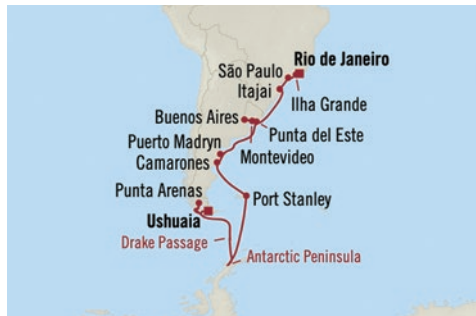 Rio de Janeiro
São Paulo
Itajai
Ilha Grande
Buenos Aires
Punta del Este
Montevideo
Puerto Madryn
Camarones
Punta Arenas
Port Stanley
Ushuaia
Drake Passage
Antarctic Peninsula